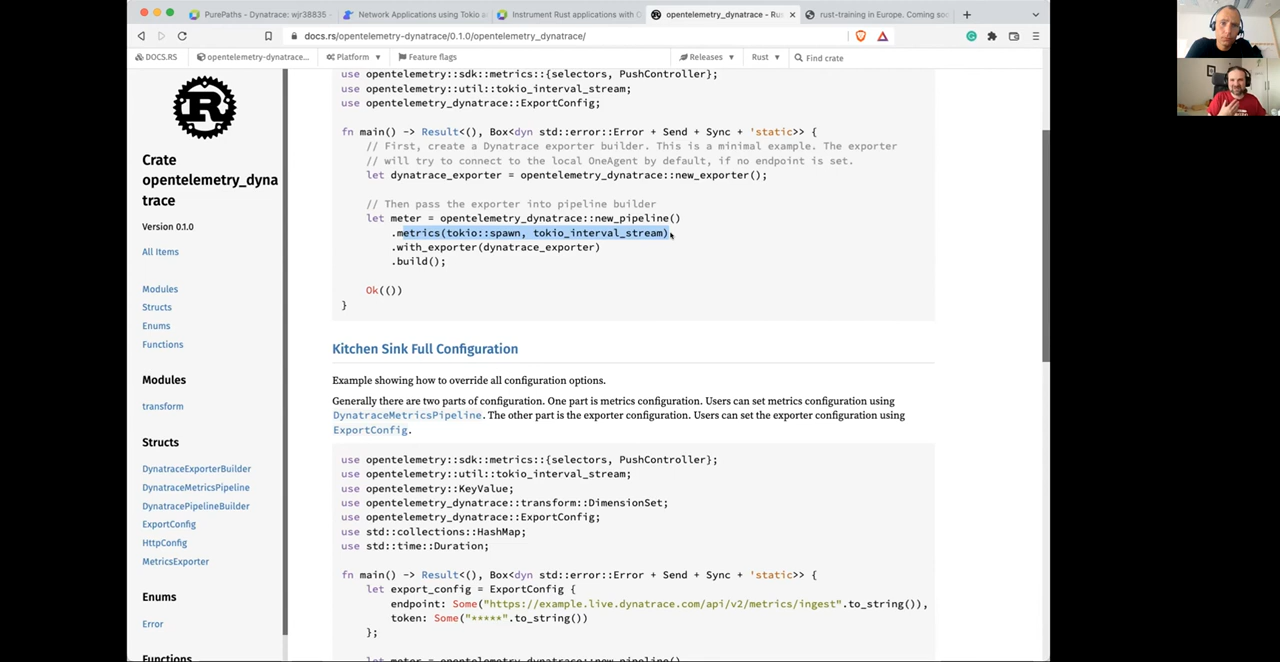 PurePaths - Dynatrace: wjr38835
Network Applications using Tokio a
Instrument Rust applications with O
opentelemetry_dynatrace - Rus
rust-training in Europe. Coming soo
docs.rs/opentelemetry-dynatrace/0.1.0/opentelemetry_dynatrace/
DOCS.RS
opentelemetry-dynatrace...
Platform
Feature flags
Releases
Rust
Find crate
Crate
opentelemetry_dyna
trace
Version 0.1.0
All Items
Modules
Structs
Enums
Functions
Modules
transform
Structs
DynatraceExporterBuilder
DynatraceMetricsPipeline
DynatracePipelineBuilder
ExportConfig
HttpConfig
MetricsExporter
Enums
Error
Functions
use opentelemetry::sdk::metrics::{selectors, PushController};
use opentelemetry::util::tokio_interval_stream;
use opentelemetry_dynatrace::ExportConfig;
fn main() -> Result<(), Box<dyn std::error::Error + Send + Sync + 'static>> {
// First, create a Dynatrace exporter builder. This is a minimal example. The exporter
// will try to connect to the local OneAgent by default, if no endpoint is set.
let dynatrace_exporter = opentelemetry_dynatrace::new_exporter();
// Then pass the exporter into pipeline builder
let meter = opentelemetry_dynatrace::new_pipeline()
.metrics(tokio::spawn, tokio_interval_stream)
.with_exporter(dynatrace_exporter)
.build();
Ok(())
}
Kitchen Sink Full Configuration
Example showing how to override all configuration options.
Generally there are two parts of configuration. One part is metrics configuration. Users can set metrics configuration using
DynatraceMetricsPipeline. The other part is the exporter configuration. Users can set the exporter configuration using
ExportConfig.
use opentelemetry::sdk::metrics::{selectors, PushController};
use opentelemetry::util::tokio_interval_stream;
use opentelemetry::KeyValue;
use opentelemetry_dynatrace::transform::DimensionSet;
use opentelemetry_dynatrace::ExportConfig;
use std::collections::HashMap;
use std::time::Duration;
fn main() -> Result<(), Box<dyn std::error::Error + Send + Sync + 'static>> {
let export_config = ExportConfig {
endpoint: Some("https://example.live.dynatrace.com/api/v2/metrics/ingest".to_string()),
token: Some("*****".to_string())
};
let meter = opentelemetry_dynatrace::new_pipeline()